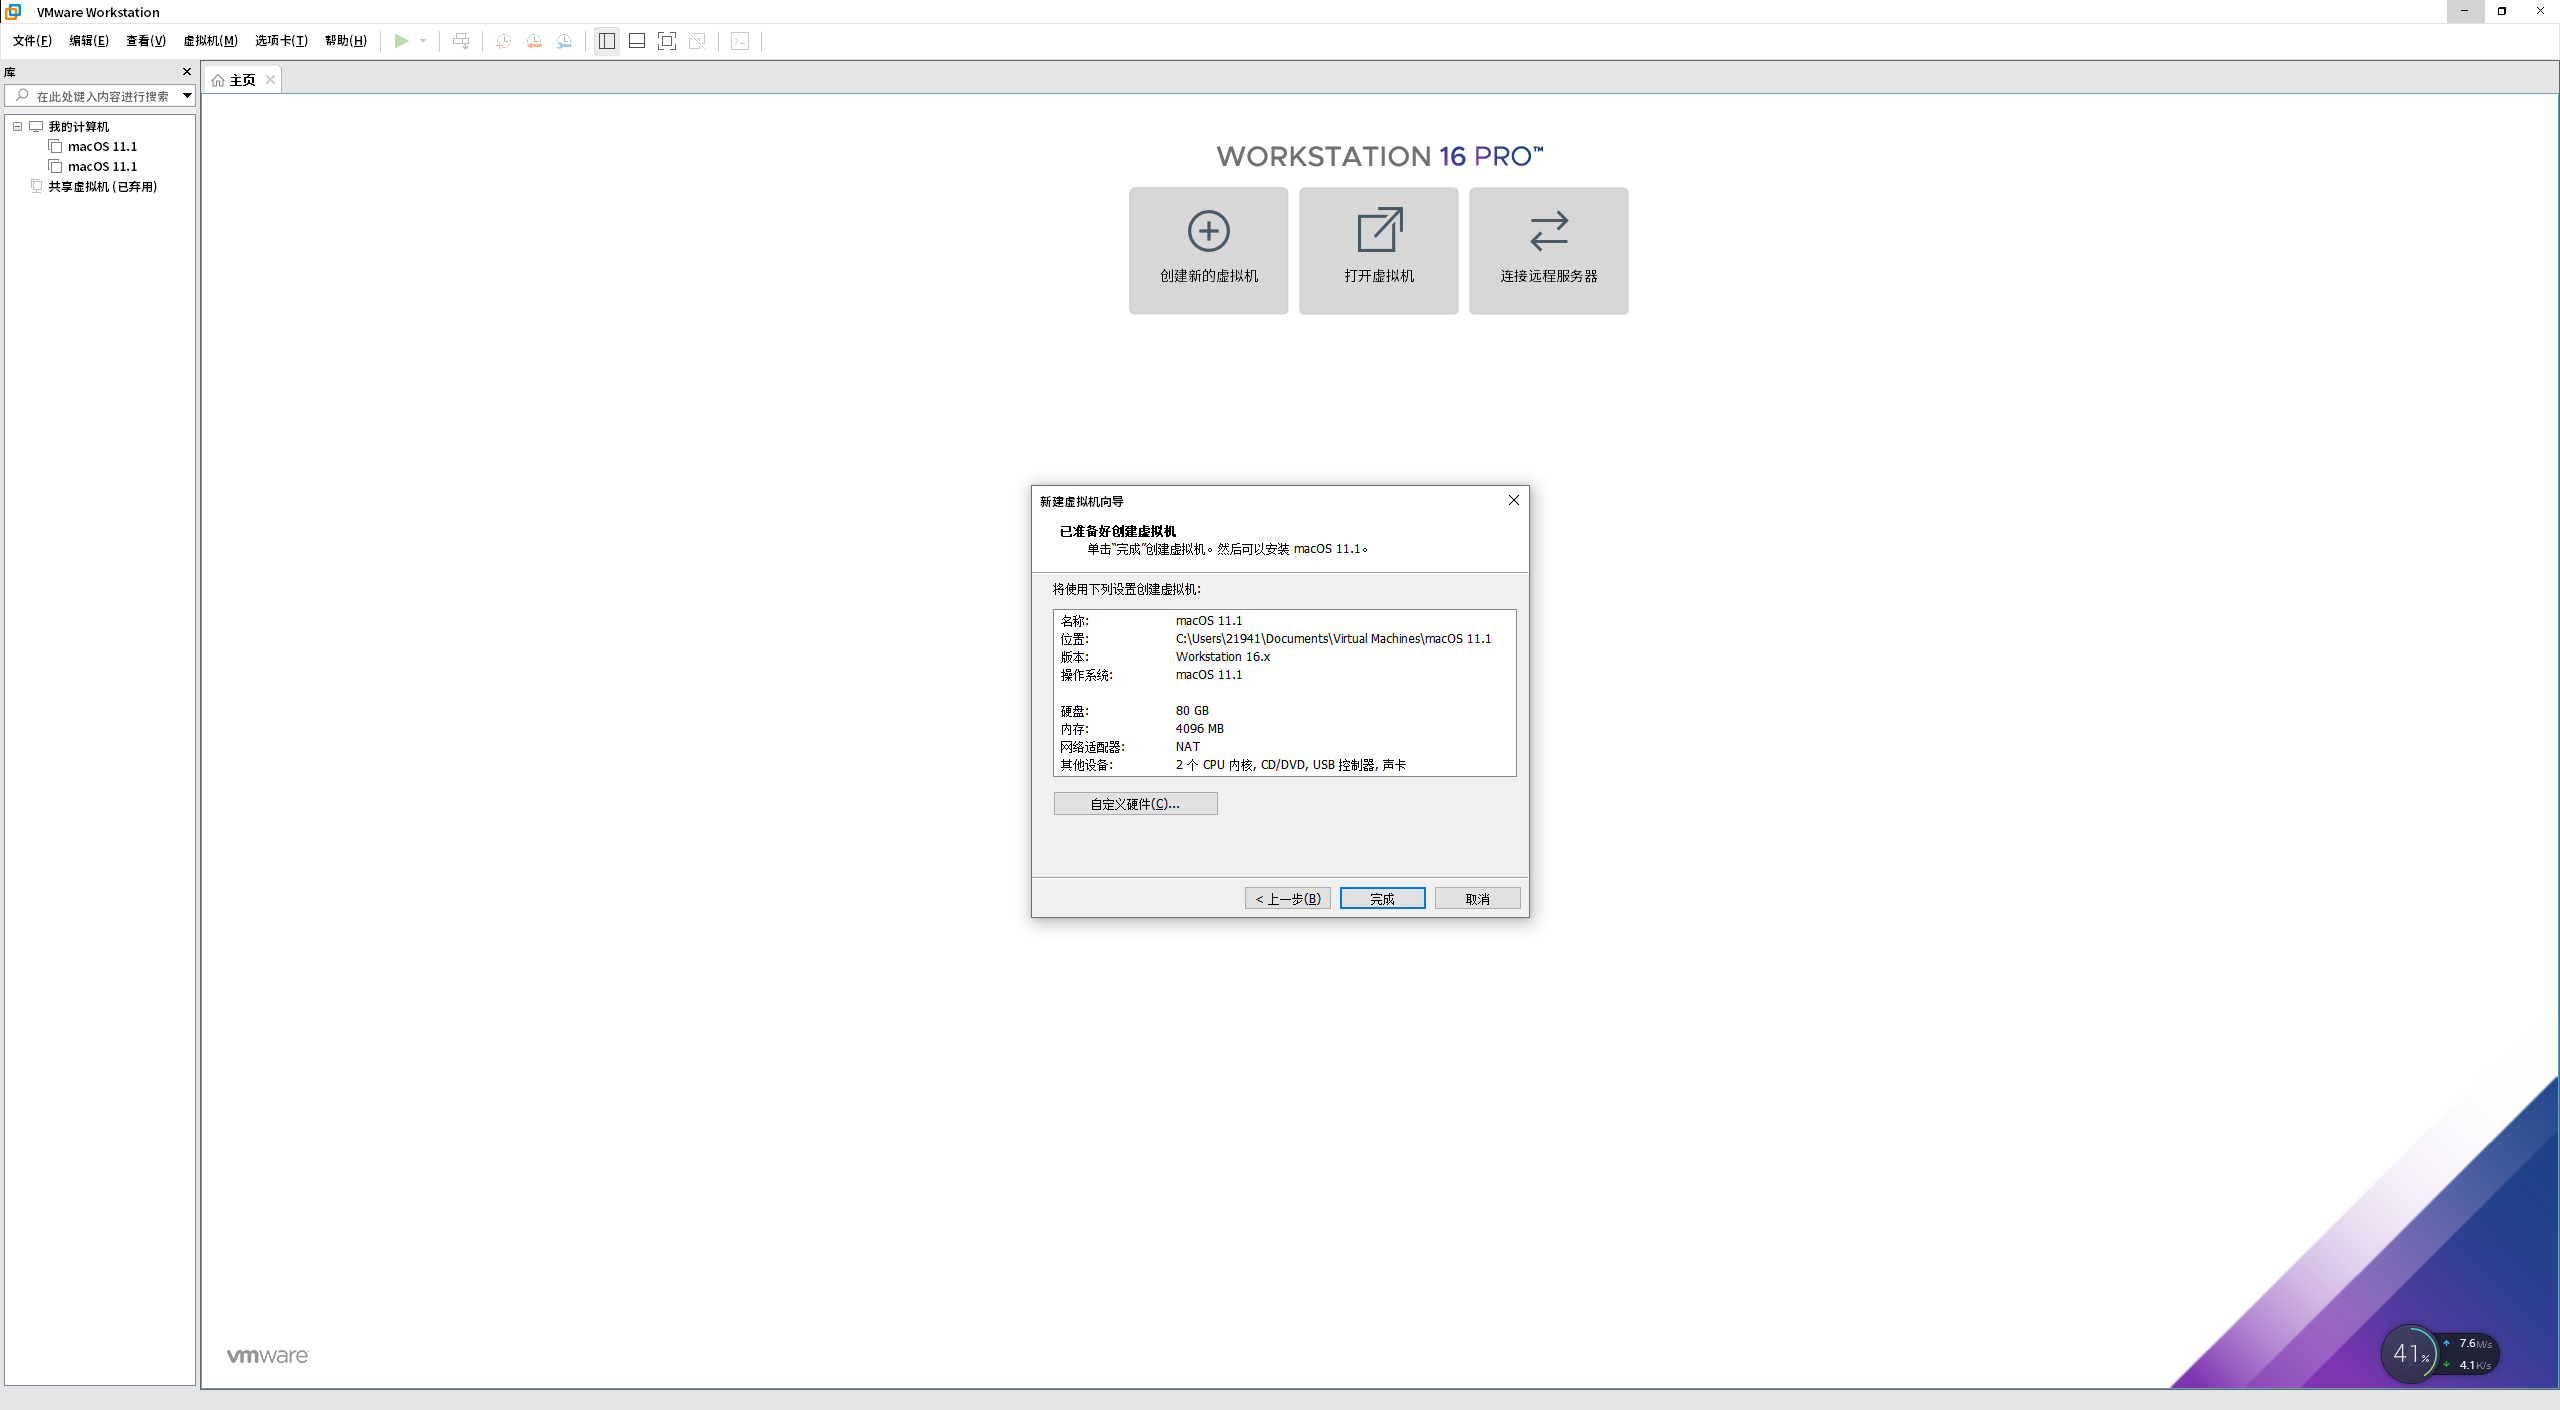 VMware Workstation
文件(F) 编辑(E) 查看(V) 虚拟机(M) 选项卡(T) 帮助(H)
库
在此处键入内容进行搜索
我的计算机
macOS 11.1
macOS 11.1
共享虚拟机 (已弃用)
主页
WORKSTATION 16 PRO™
创建新的虚拟机
打开虚拟机
连接远程服务器
新建虚拟机向导
已准备好创建虚拟机
单击“完成”创建虚拟机。然后可以安装 macOS 11.1。
将使用下列设置创建虚拟机:
名称: macOS 11.1
位置: C:\Users\21941\Documents\Virtual Machines\macOS 11.1
版本: Workstation 16.x
操作系统: macOS 11.1
硬盘: 80 GB
内存: 4096 MB
网络适配器: NAT
其他设备: 2 个 CPU 内核, CD/DVD, USB 控制器, 声卡
自定义硬件(C)...
< 上一步(B) 完成 取消
vmware
41%
7.6M/s
4.1K/s